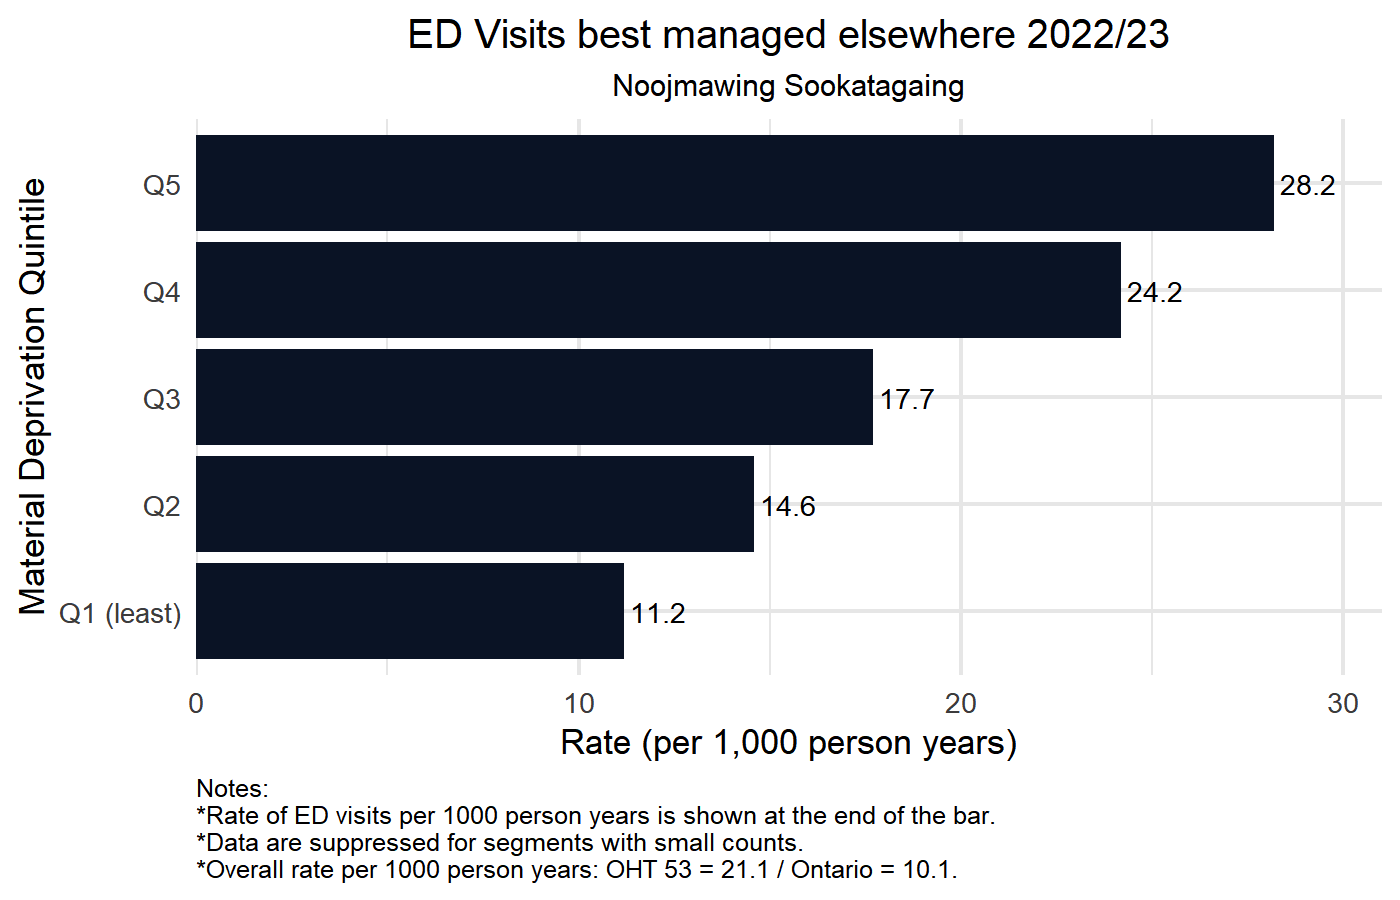 ED Visits best managed elsewhere 2022/23
Noojmawing Sookatagaing
Material Deprivation Quintile
Q5
28.2
Q4
24.2
Q3
17.7
Q2
14.6
Q1 (least)
11.2
0
10
20
30
Rate (per 1,000 person years)
Notes:
*Rate of ED visits per 1000 person years is shown at the end of the bar.
*Data are suppressed for segments with small counts.
*Overall rate per 1000 person years: OHT 53 = 21.1 / Ontario = 10.1.